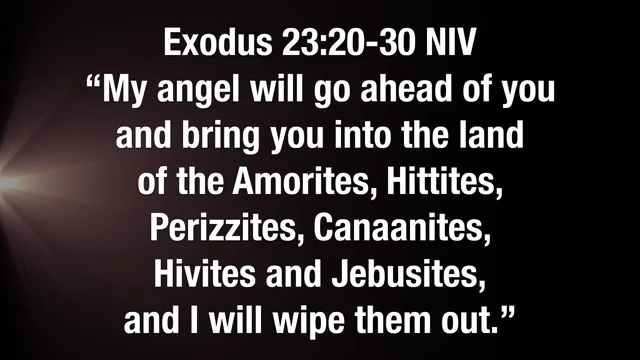 Exodus 23:20-30 NIV
“My angel will go ahead of you
and bring you into the land
of the Amorites, Hittites,
Perizzites, Canaanites,
Hivites and Jebusites,
and I will wipe them out.”